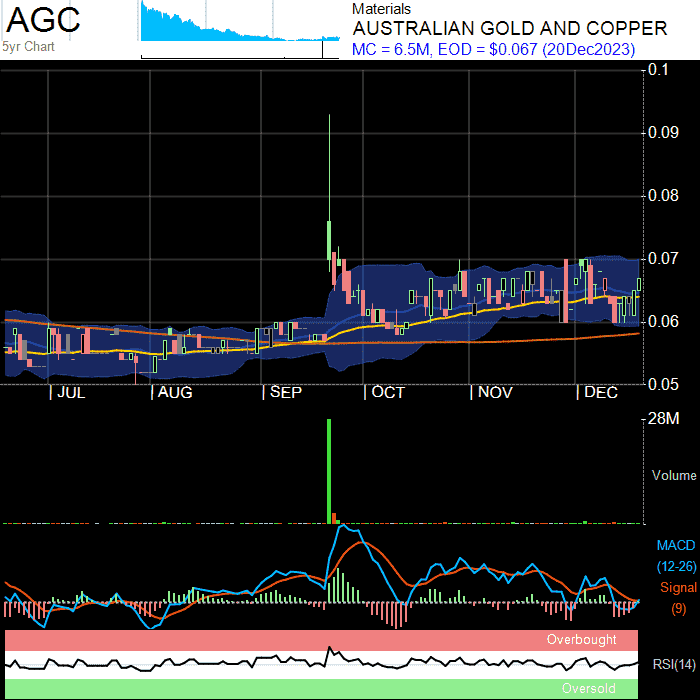 AGC
5yr Chart
Materials
AUSTRALIAN GOLD AND COPPER
MC = 6.5M, EOD = $0.067 (20Dec2023)
0.1
0.09
0.08
0.07
0.06
0.05
JUL
AUG
SEP
OCT
NOV
DEC
28M
Volume
MACD
(12-26)
Signal
(9)
Overbought
RSI(14)
Oversold